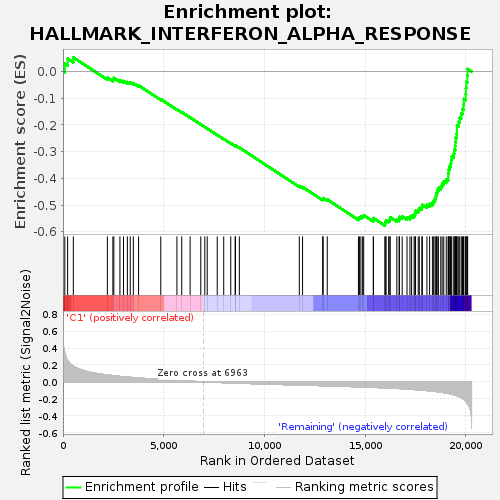 Enrichment plot:
HALLMARK_INTERFERON_ALPHA_RESPONSE
Enrichment score (ES)
0.0
-0.1
-0.2
-0.3
-0.4
-0.5
-0.6
Ranked list metric (Signal2Noise)
'C1' (positively correlated)
0.8
0.6
0.4
0.2
0.0
-0.2
-0.4
-0.6
Zero cross at 6963
'Remaining' (negatively correlated)
0
5,000
10,000
15,000
20,000
Rank in Ordered Dataset
Enrichment profile
Hits
Ranking metric scores